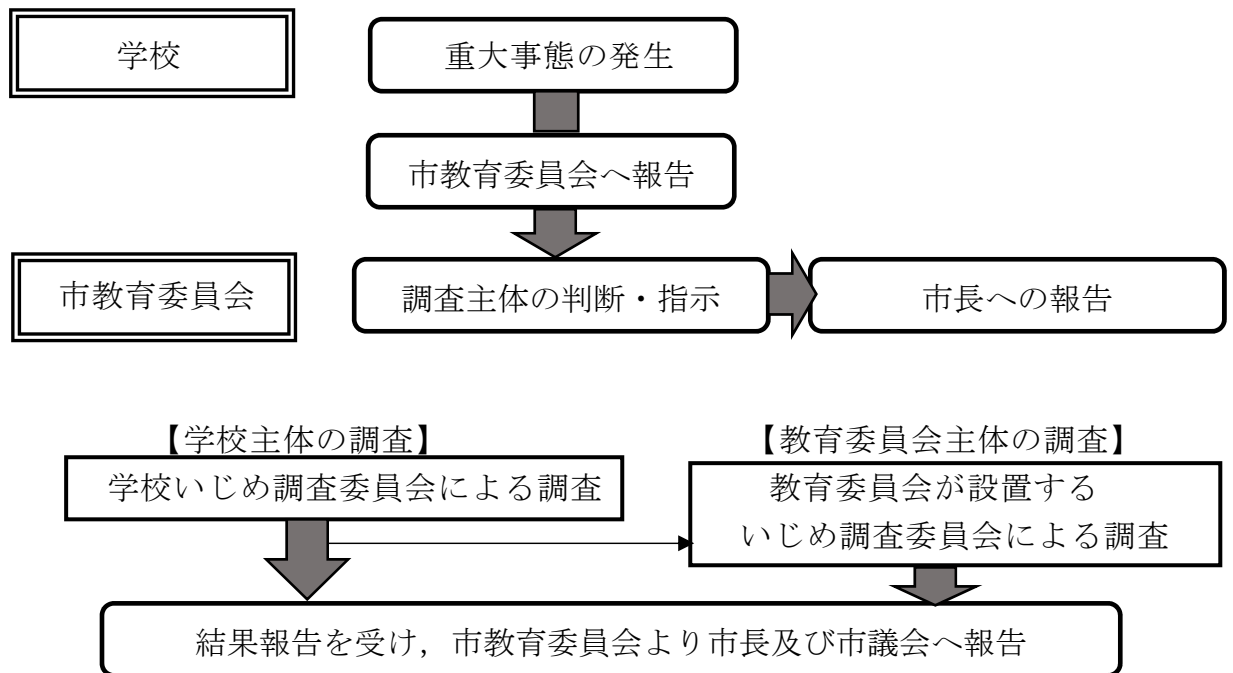 学校
重大事態の発生
市教育委員会へ報告
市教育委員会
調査主体の判断・指示
市長への報告
【学校主体の調査】
学校いじめ調査委員会による調査
【教育委員会主体の調査】
教育委員会が設置する
いじめ調査委員会による調査
結果報告を受け，市教育委員会より市長及び市議会へ報告